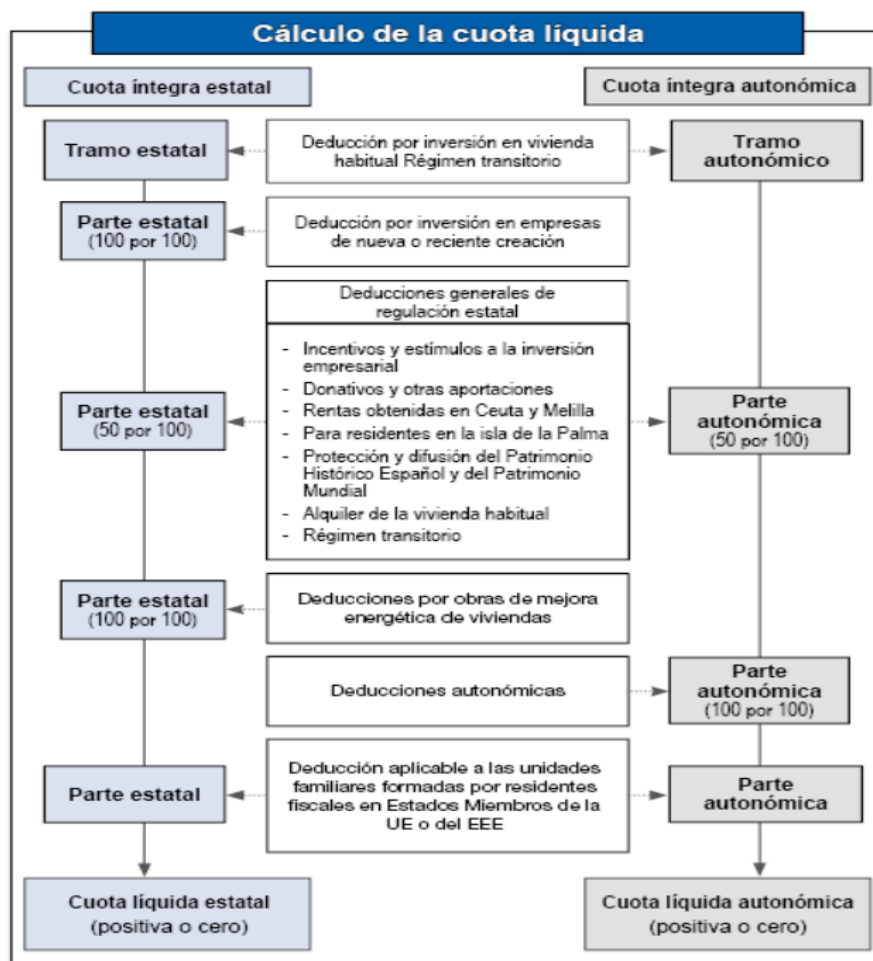 Cálculo de la cuota líquida
Cuota íntegra estatal
Cuota íntegra autonómica
Tramo estatal
Deducción por inversión en vivienda
habitual Régimen transitorio
Tramo
autonómico
Parte estatal
(100 por 100)
Deducción por inversión en empresas
de nueva o reciente creación
Deducciones generales de
regulación estatal
- Incentivos y estímulos a la inversión
empresarial
- Donativos y otras aportaciones
- Rentas obtenidas en Ceuta y Melilla
- Para residentes en la isla de la Palma
- Protección y difusión del Patrimonio
Histórico Español y del Patrimonio
Mundial
- Alquiler de la vivienda habitual
- Régimen transitorio
Parte estatal
(50 por 100)
Parte
autonómica
(50 por 100)
Parte estatal
(100 por 100)
Deducciones por obras de mejora
energética de viviendas
Deducciones autonómicas
Parte
autonómica
(100 por 100)
Parte estatal
Deducción aplicable a las unidades
familiares formadas por residentes
fiscales en Estados Miembros de la
UE o del EEE
Parte
autonómica
Cuota líquida estatal
(positiva o cero)
Cuota líquida autonómica
(positiva o cero)